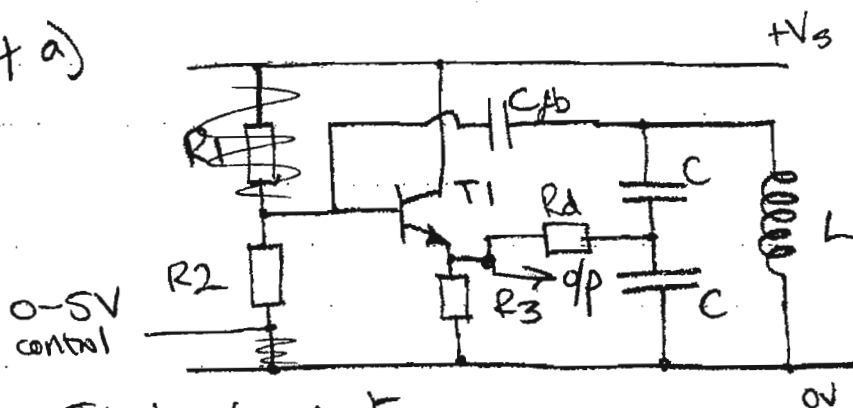 + a)
+Vs
R1
Cfb
T1
C
Rd
L
R2
R3
o/p
C
0-5V
control
0V